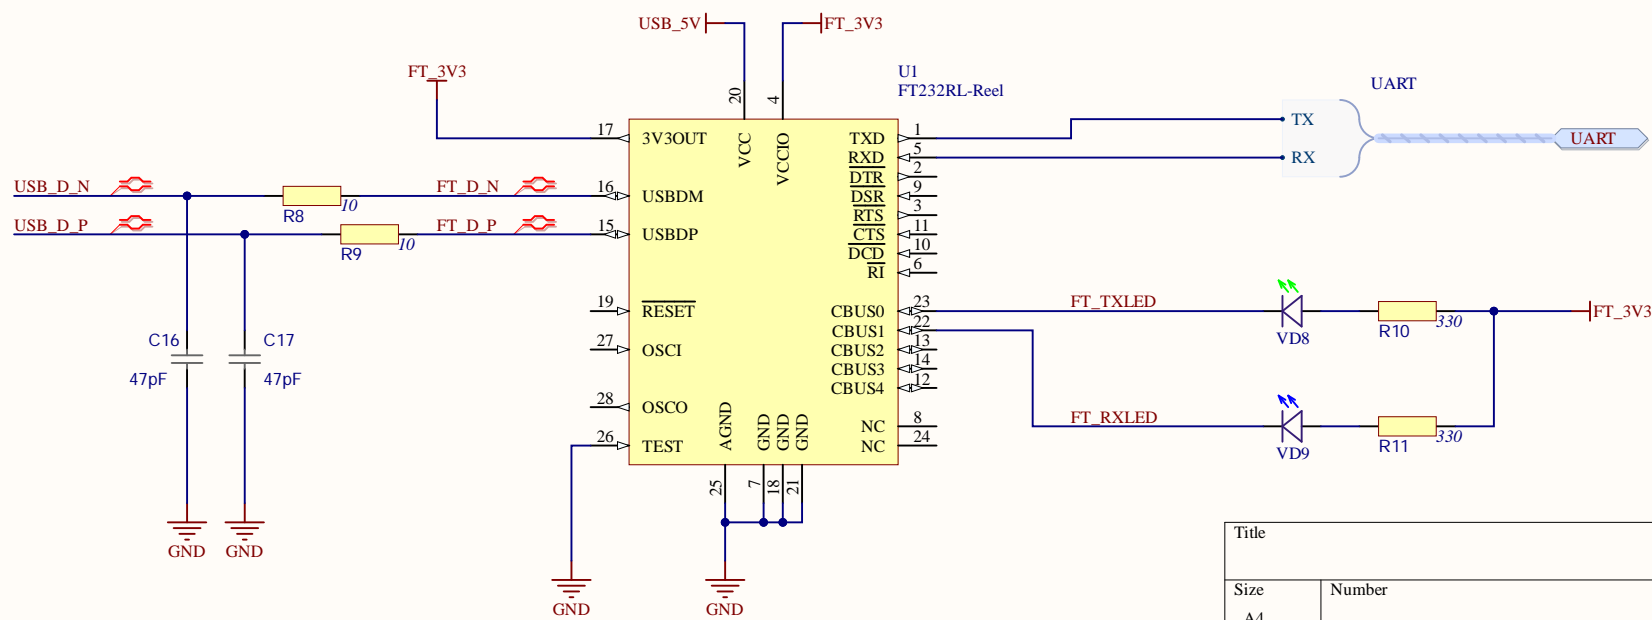 USB_5V
FT_3V3
FT_3V3
U1
FT232RL-Reel
UART
20
4
17
3V3OUT
VCC
VCCIO
TXD
1
TX
UART
RXD
5
RX
DTR
2
USB_D_N
FT_D_N
16
USBDM
DSR
9
R8
10
RTS
3
USB_D_P
FT_D_P
15
USBDP
CTS
11
R9
10
DCD
10
RI
6
19
RESET
CBUS0
23
FT_TXLED
VD8
R10
330
FT_3V3
CBUS1
22
C16
47pF
C17
47pF
27
OSCI
CBUS2
13
CBUS3
14
CBUS4
12
28
OSCO
AGND
GND
GND
GND
NC
8
FT_RXLED
VD9
R11
330
26
TEST
NC
24
25
7
18
21
GND
GND
GND
GND
Title
Size
Number
A4